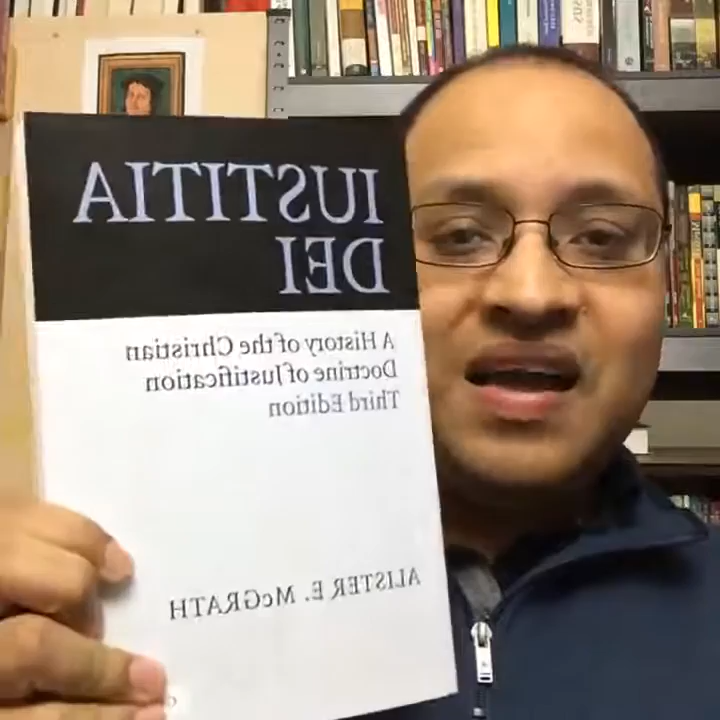 IUSTITIA
DEI
A History of the Christian
Doctrine of Justification
Third Edition
ALISTER E. McGRATH